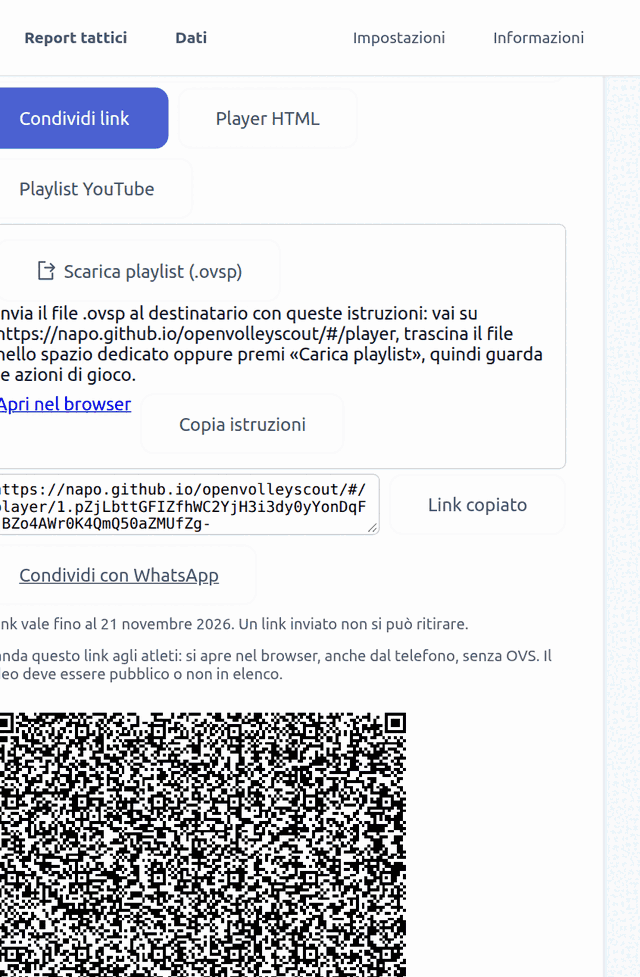 Report tattici Dati Impostazioni Informazioni
Condividi link Player HTML
Playlist YouTube
Scarica playlist (.ovsp)
nvia il file .ovsp al destinatario con queste istruzioni: vai su
https://napo.github.io/openvolleyscout/#/player, trascina il file
nello spazio dedicato oppure premi «Carica playlist», quindi guarda
e azioni di gioco.
Apri nel browser Copia istruzioni
https://napo.github.io/openvolleyscout/#/
player/1.pZjLbttGFIZfhWC2YjH3i3dy0yYonDqF
BZo4AWr0K4QmQ50aZMUfZg-
Link copiato
Condividi con WhatsApp
nk vale fino al 21 novembre 2026. Un link inviato non si può ritirare.
anda questo link agli atleti: si apre nel browser, anche dal telefono, senza OVS. Il
deo deve essere pubblico o non in elenco.